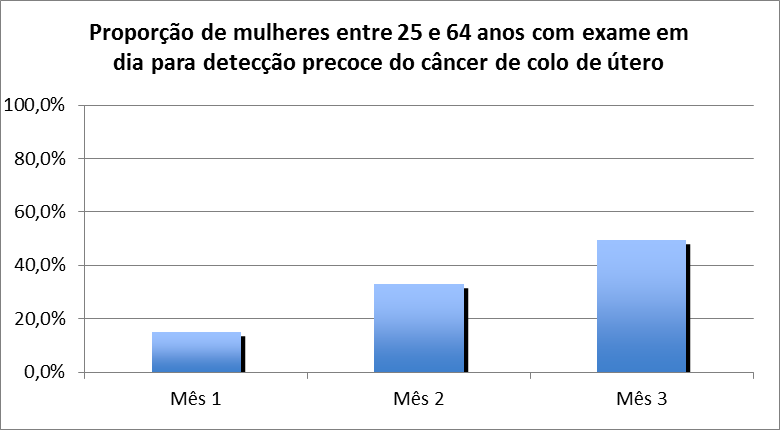 Proporção de mulheres entre 25 e 64 anos com exame em
dia para detecção precoce do câncer de colo de útero
100,0%
80,0%
60,0%
40,0%
20,0%
0,0%
Mês 1
Mês 2
Mês 3